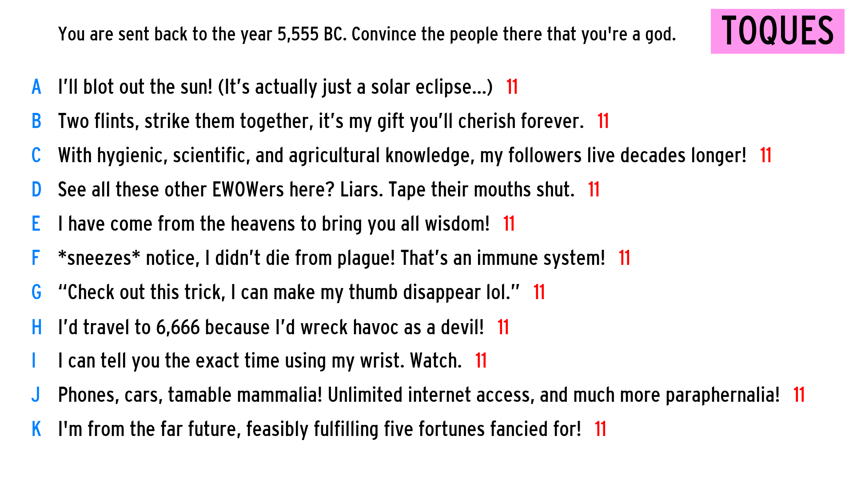 You are sent back to the year 5,555 BC. Convince the people there that you're a god. TOQUES
A I'll blot out the sun! (It's actually just a solar eclipse...) 11
B Two flints, strike them together, it's my gift you'll cherish forever. 11
C With hygienic, scientific, and agricultural knowledge, my followers live decades longer! 11
D See all these other EWOWers here? Liars. Tape their mouths shut. 11
E I have come from the heavens to bring you all wisdom! 11
F *sneezes* notice, I didn't die from plague! That's an immune system! 11
G “Check out this trick, I can make my thumb disappear lol.” 11
H I'd travel to 6,666 because I'd wreck havoc as a devil! 11
I I can tell you the exact time using my wrist. Watch. 11
J Phones, cars, tamable mammalia! Unlimited internet access, and much more paraphernalia! 11
K I'm from the far future, feasibly fulfilling five fortunes fancied for! 11